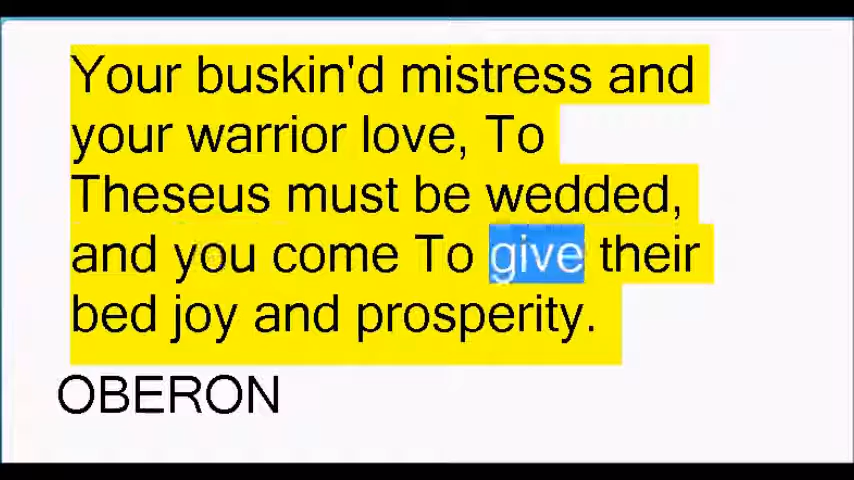 Your buskin'd mistress and
your warrior love, To
Theseus must be wedded,
and you come To give their
bed joy and prosperity.
OBERON